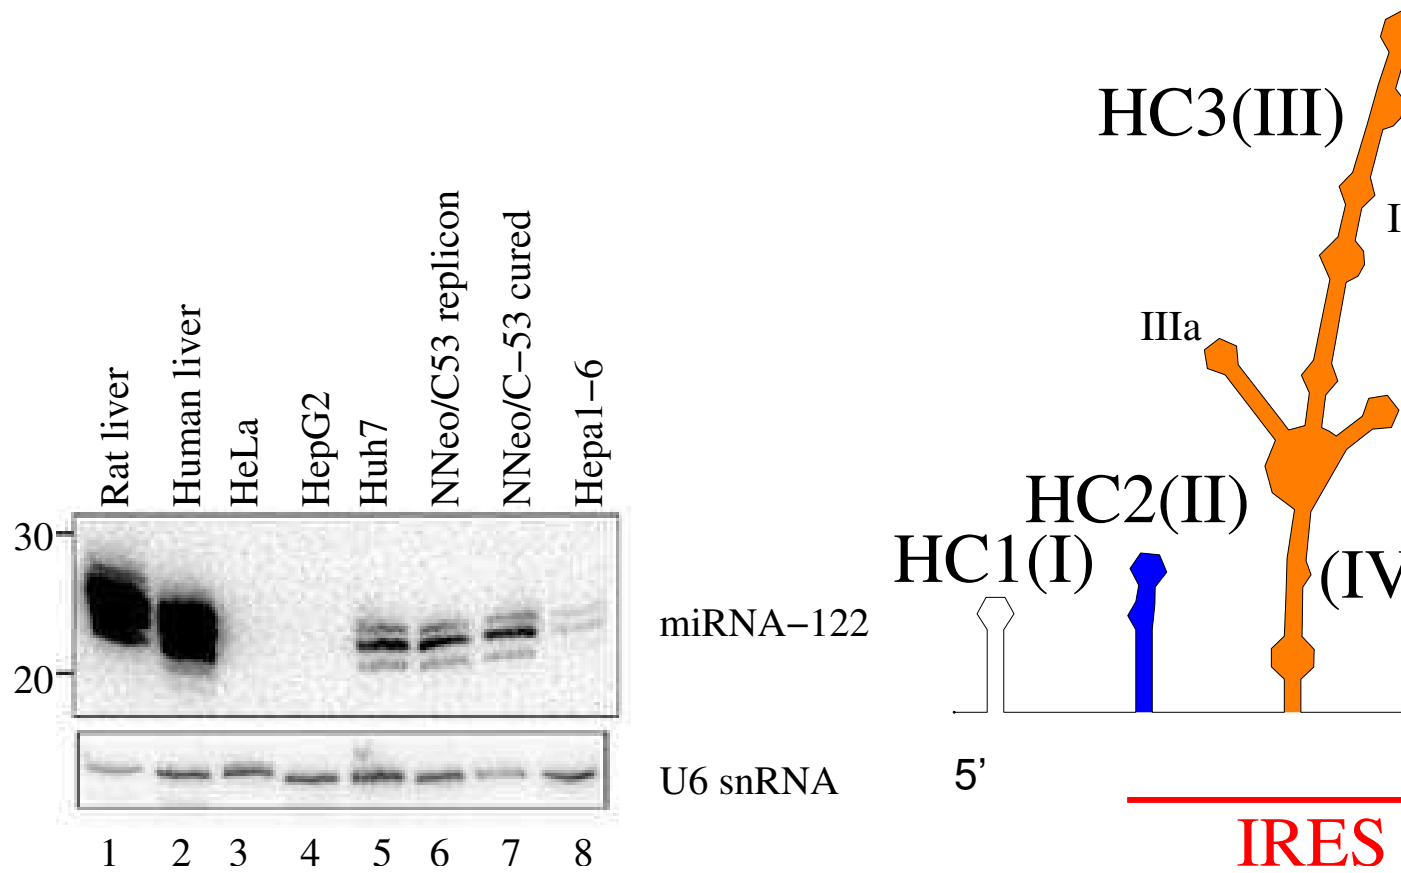 Rat liver
Human liver
HeLa
HepG2
Huh7
NNeo/C53 replicon
NNeo/C−53 cured
Hepa1−6
30
20
miRNA−122
U6 snRNA
1 2 3 4 5 6 7 8
HC3(III)
I
IIIa
HC2(II)
HC1(I)
(IV
5’
IRES